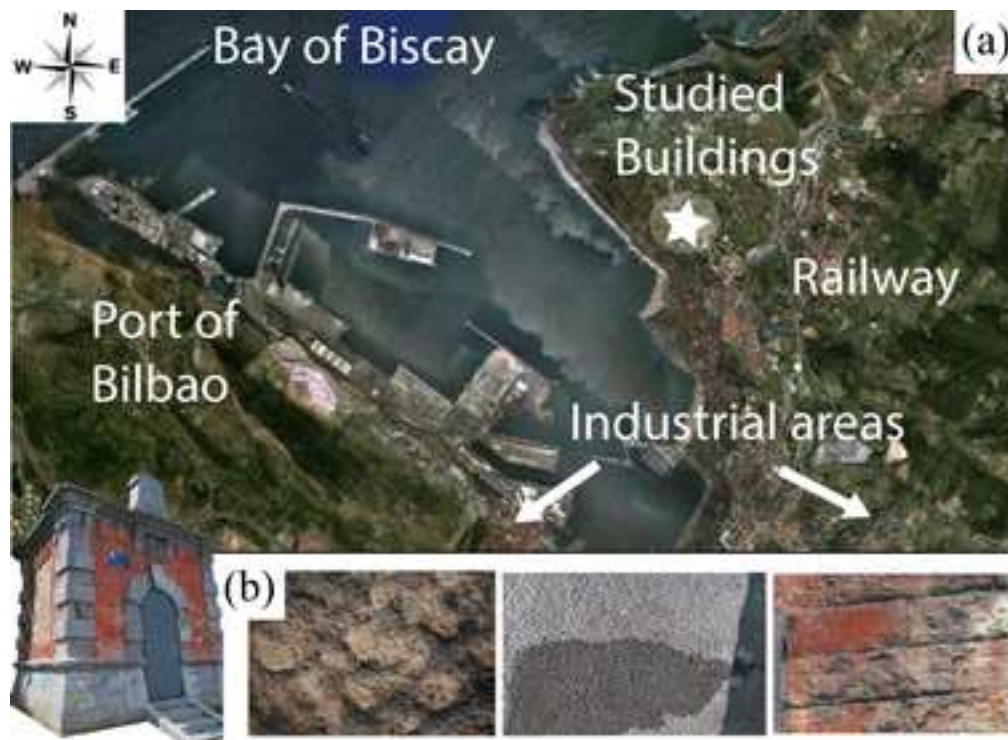 N
W E
S
Bay of Biscay
(a)
Studied
Buildings
Railway
Port of
Bilbao
Industrial areas
(b)